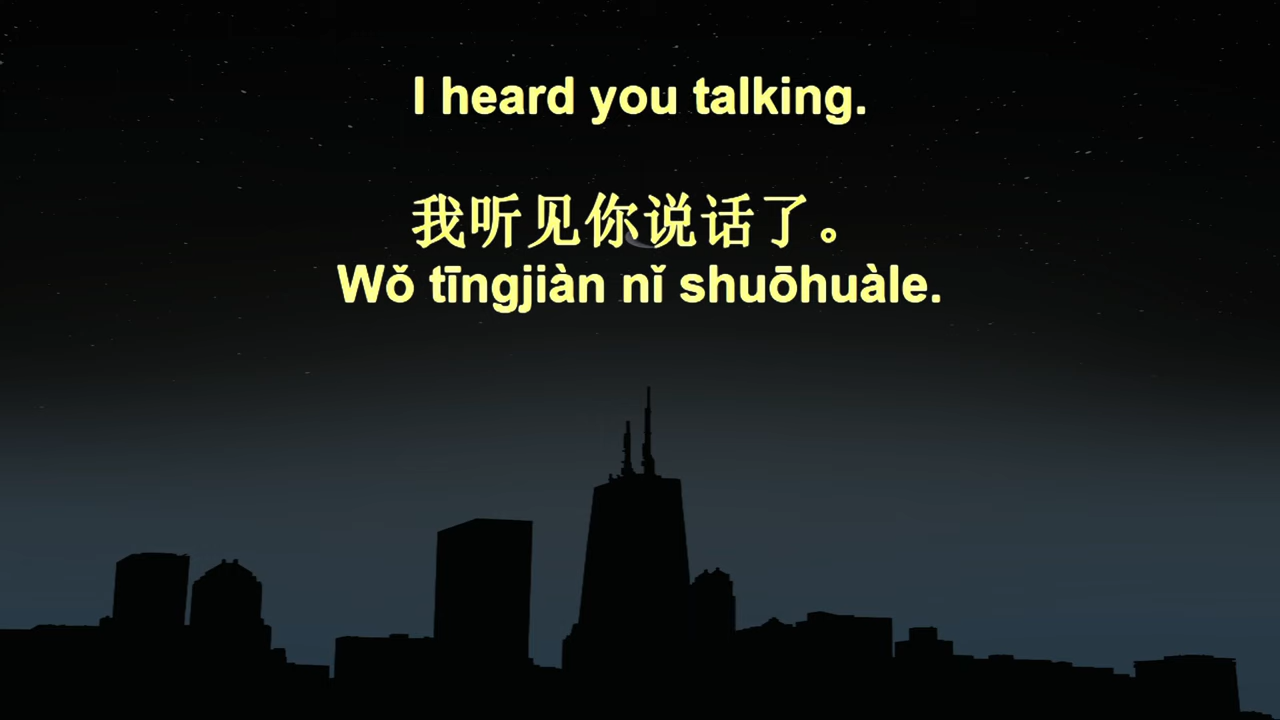 I heard you talking.
我听见你说话了。
Wǒ tīngjiàn nǐ shuōhuàle.